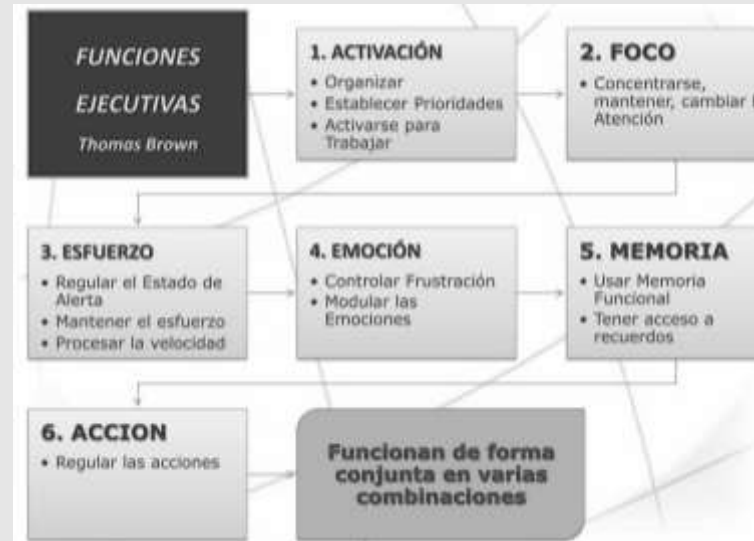 FUNCIONES
EJECUTIVAS
Thomas Brown
1. ACTIVACIÓN
• Organizar
• Establecer Prioridades
• Activarse para
Trabajar
2. FOCO
• Concentrarse,
mantener, cambiar l
Atención
3. ESFUERZO
• Regular el Estado de
Alerta
• Mantener el esfuerzo
• Procesar la velocidad
4. EMOCIÓN
• Controlar Frustración
• Modular las
Emociones
5. MEMORIA
• Usar Memoria
Funcional
• Tener acceso a
recuerdos
6. ACCION
• Regular las acciones
Funcionan de forma
conjunta en varias
combinaciones